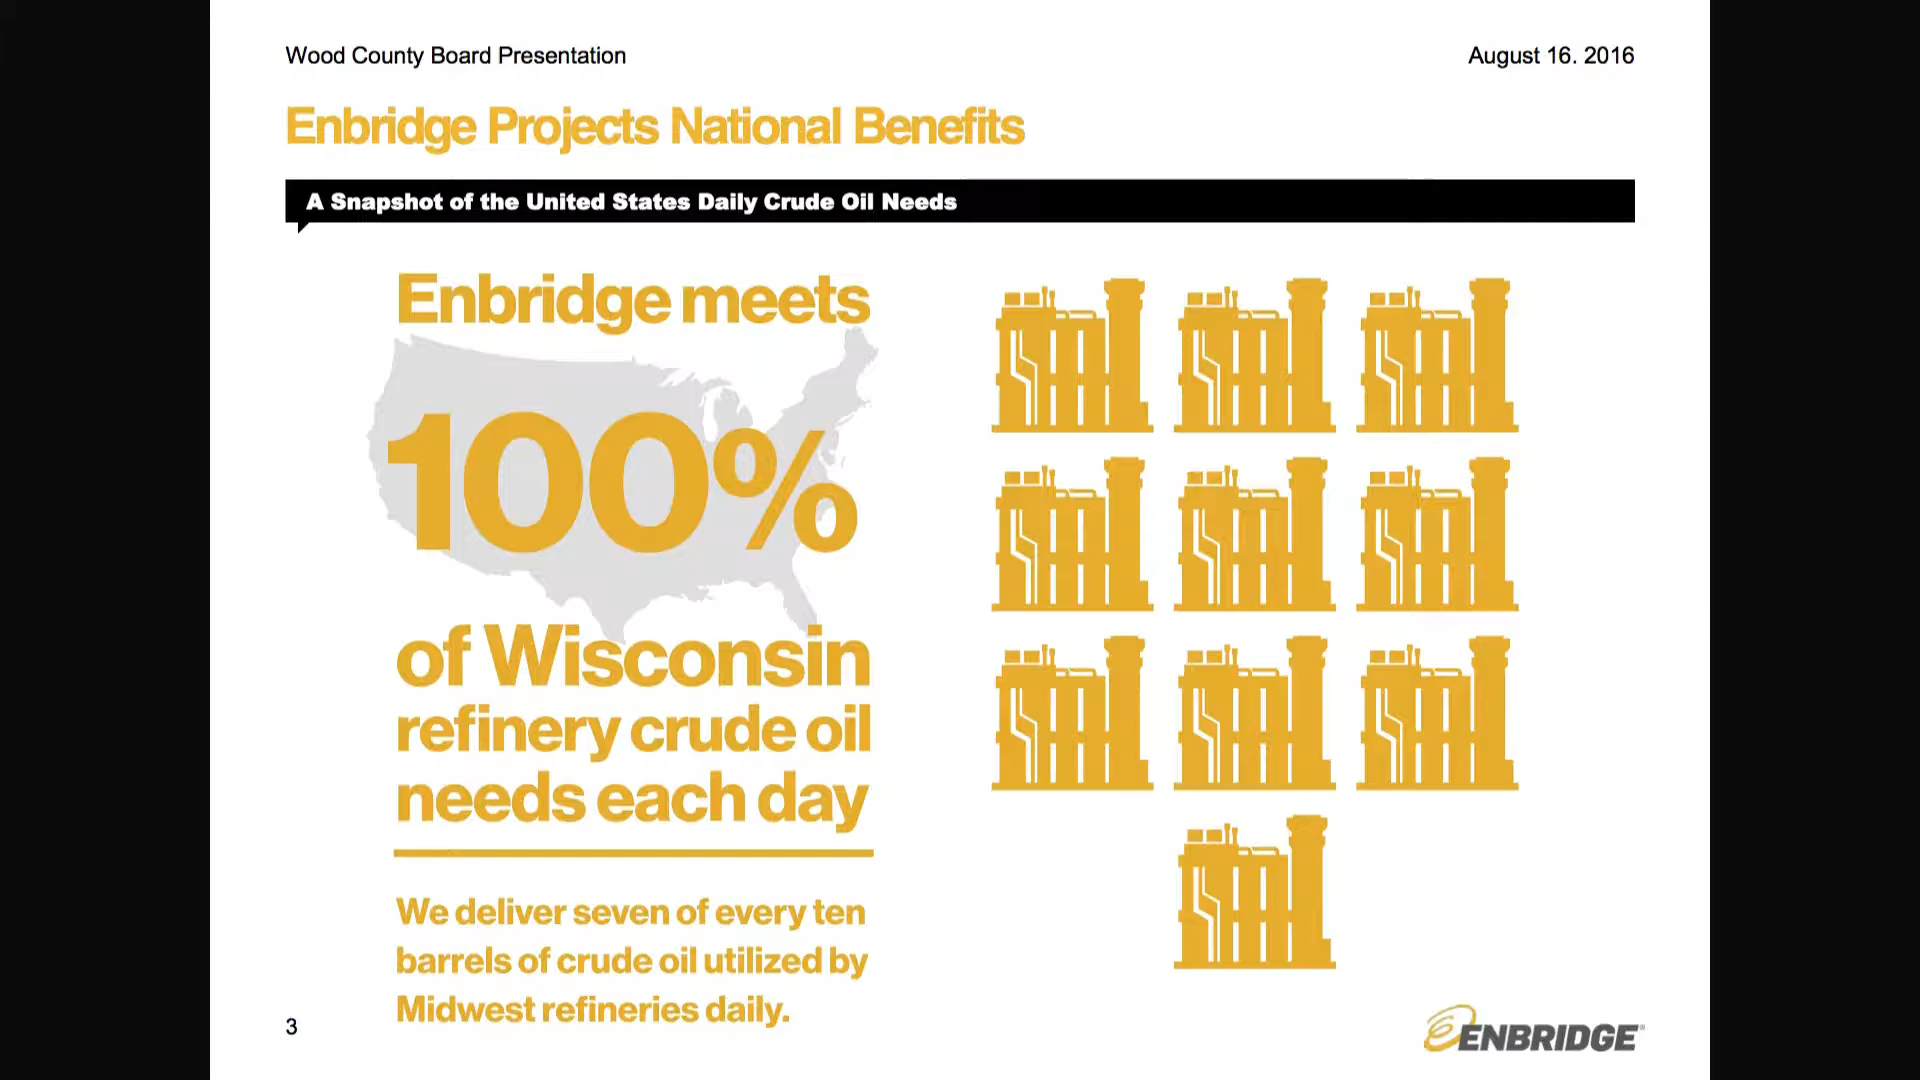 Wood County Board Presentation
August 16. 2016
Enbridge Projects National Benefits
A Snapshot of the United States Daily Crude Oil Needs
Enbridge meets
100%
of Wisconsin
refinery crude oil
needs each day
We deliver seven of every ten
barrels of crude oil utilized by
Midwest refineries daily.
3
ENBRIDGE